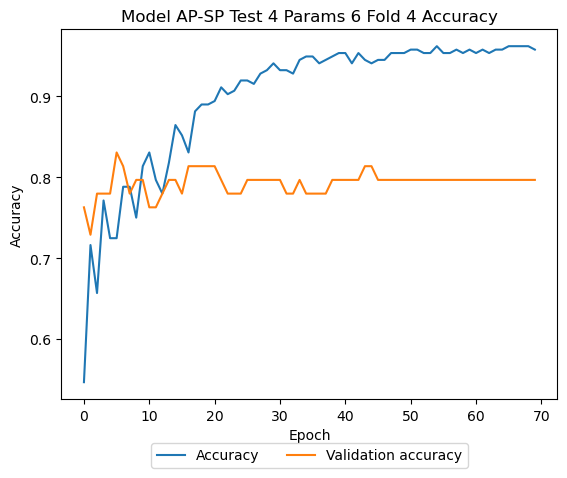 Model AP-SP Test 4 Params 6 Fold 4 Accuracy
Accuracy
0.9
0.8
0.7
0.6
0 10 20 30 40 50 60 70
Epoch
Accuracy Validation accuracy